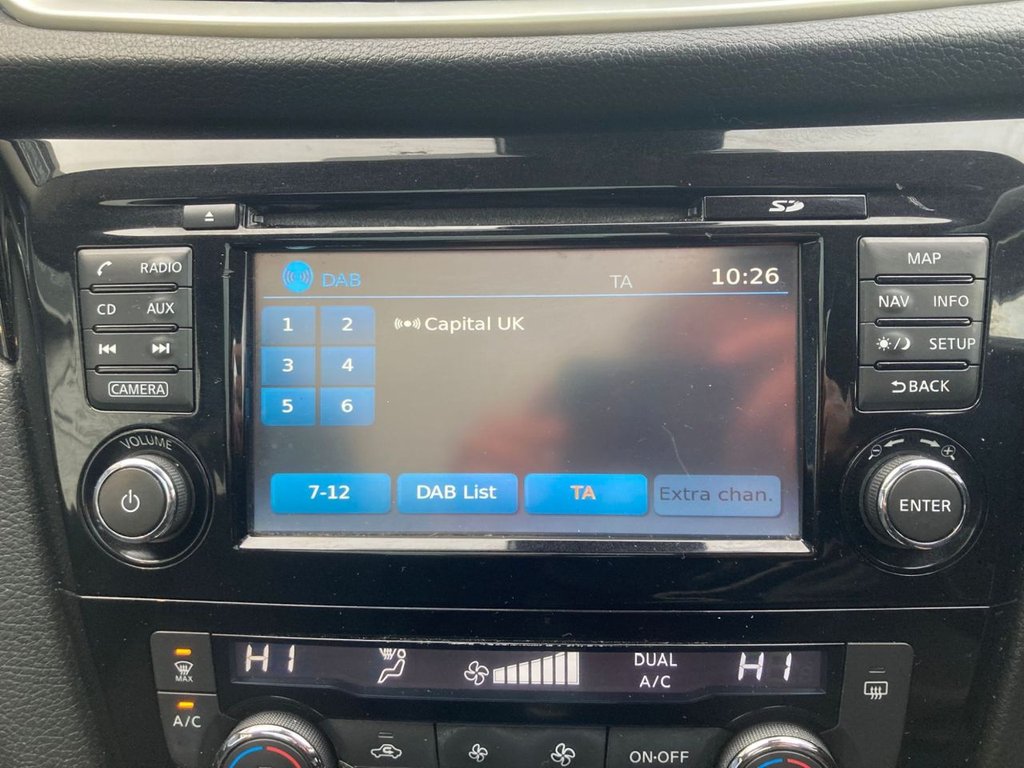 SD
RADIO
CD AUX
CAMERA
VOLUME
DAB TA 10:26
1 2
3 4
5 6
Capital UK
7-12 DAB List TA Extra chan.
MAP
NAV INFO
SETUP
BACK
ENTER
MAX
A/C
HI
DUAL
A/C
HI
ON·OFF